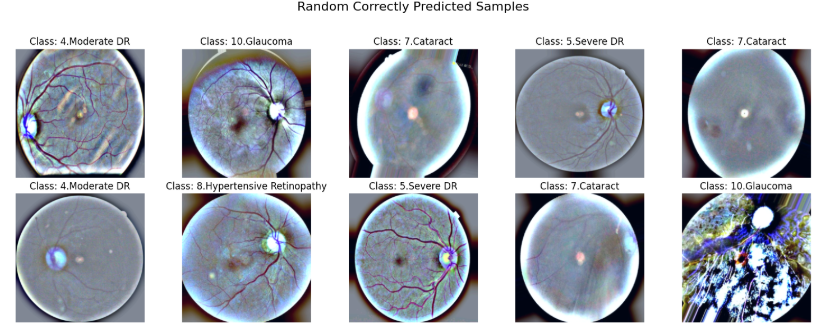 Random Correctly Predicted Samples
Class: 4.Moderate DR
Class: 10.Glaucoma
Class: 7.Cataract
Class: 5.Severe DR
Class: 7.Cataract
Class: 4.Moderate DR
Class: 8.Hypertensive Retinopathy
Class: 5.Severe DR
Class: 7.Cataract
Class: 10.Glaucoma